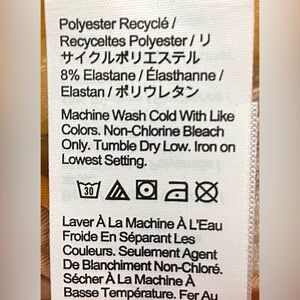 Polyester Recyclé /
Recyceltes Polyester / リ
サイクルポリエステル
8% Elastane / Élasthanne /
Elastan / ポリウレタン
Machine Wash Cold With Like
Colors. Non-Chlorine Bleach
Only. Tumble Dry Low. Iron on
Lowest Setting.
30
Laver À La Machine À L'Eau
Froide En Séparant Les
Couleurs. Seulement Agent
De Blanchiment Non-Chloré.
Sécher À La Machine À
Basse Température. Fer Au